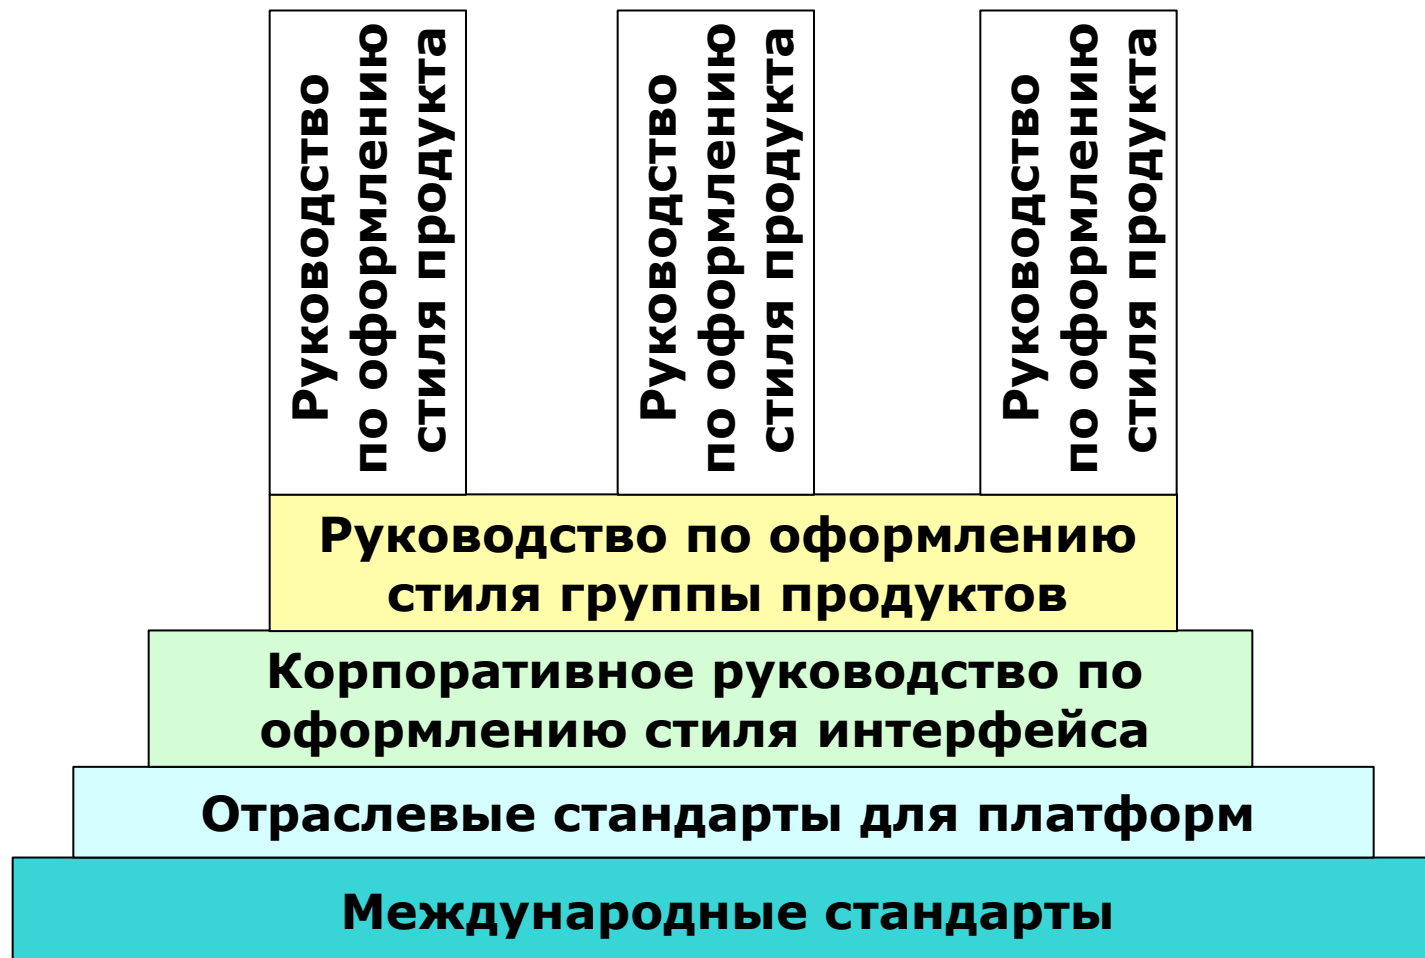 Руководство
по оформлению
стиля продукта
Руководство
по оформлению
стиля продукта
Руководство
по оформлению
стиля продукта
Руководство по оформлению
стиля группы продуктов
Корпоративное руководство по
оформлению стиля интерфейса
Отраслевые стандарты для платформ
Международные стандарты